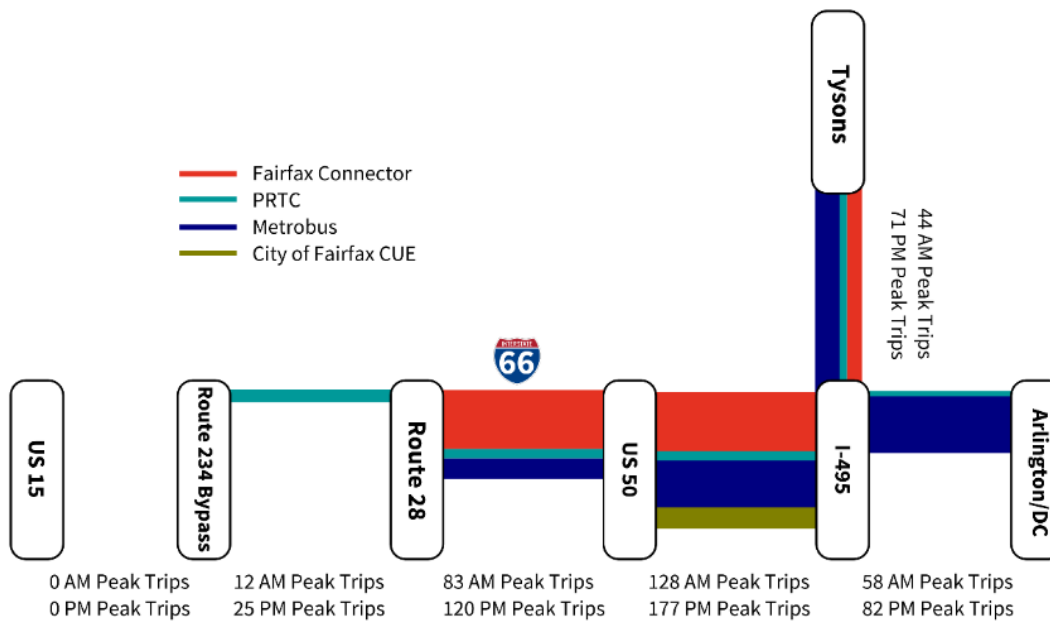 Tysons
Fairfax Connector
PRTC
Metrobus
City of Fairfax CUE
44 AM Peak Trips
71 PM Peak Trips
INTERSTATE
66
US 15
Route 234 Bypass
Route 28
US 50
I-495
Arlington/DC
0 AM Peak Trips
0 PM Peak Trips
12 AM Peak Trips
25 PM Peak Trips
83 AM Peak Trips
120 PM Peak Trips
128 AM Peak Trips
177 PM Peak Trips
58 AM Peak Trips
82 PM Peak Trips